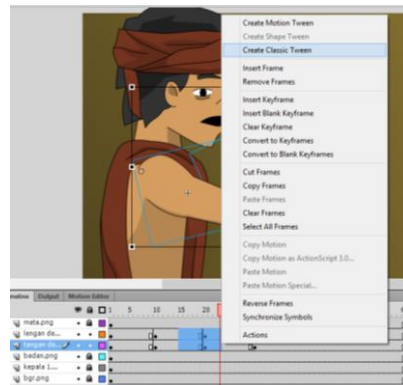 Create Motion Tween
Create Shape Tween
Create Classic Tween
Insert Frame
Remove Frames
Insert Keyframe
Insert Blank Keyframe
Clear Keyframe
Convert to Keyframes
Convert to Blank Keyframes
Cut Frames
Copy Frames
Paste Frames
Clear Frames
Select All Frames
Copy Motion
Copy Motion as ActionScript 3.0...
Paste Motion
Paste Motion Special...
Reverse Frames
Synchronize Symbols
Actions
Output Motion Editor
1 5 10 15 20
mata.png
lengan de...
tangan de...
badan.png
kepala 1....
bgr.png